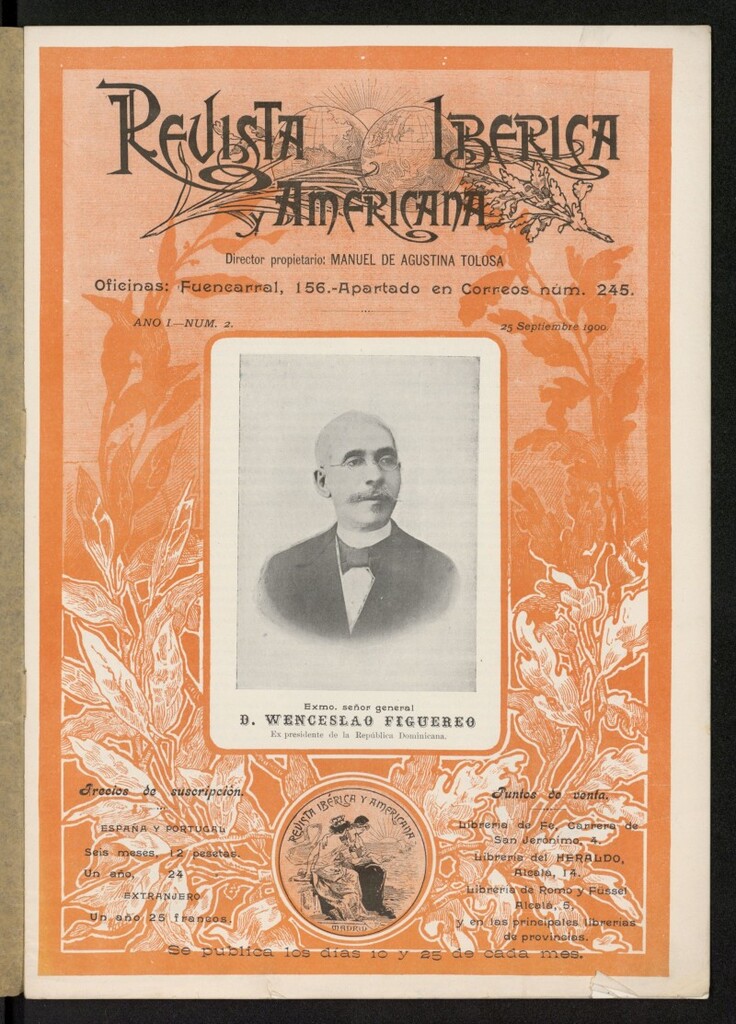 REVISTA IBERICA
Y AMERICANA
Director propietario: MANUEL DE AGUSTINA TOLOSA
Oficinas: Fuencarral, 156.-Apartado en Correos núm. 245.
AÑO I—NUM. 2.
25 Septiembre 1900.
Exmo. señor general
D. WENCESLAO FIGUEREO
Ex presidente de la República Dominicana.
Precios de suscripción.
ESPAÑA Y PORTUGAL
Seis meses, 12 pesetas.
Un año, 24
EXTRANJERO
Un año 25 francos.
REVISTA IBÉRICA Y AMERICANA
MADRID
Puntos de venta.
Librería de Fe, Carrera de
San Jerónimo, 4.
Librería del HERALDO,
Alcalá, 14.
Librería de Romo y Füssel
Alcalá, 5,
y en las principales librerías
de provincias.
Se publica los días 10 y 25 de cada mes.